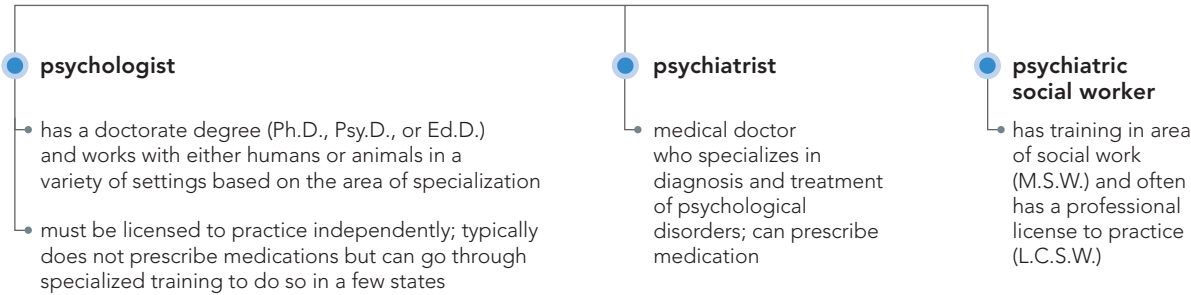 psychologist
has a doctorate degree (Ph.D., Psy.D., or Ed.D.)
and works with either humans or animals in a
variety of settings based on the area of specialization
must be licensed to practice independently; typically
does not prescribe medications but can go through
specialized training to do so in a few states
psychiatrist
medical doctor
who specializes in
diagnosis and treatment
of psychological
disorders; can prescribe
medication
psychiatric
social worker
has training in area
of social work
(M.S.W.) and often
has a professional
license to practice
(L.C.S.W.)